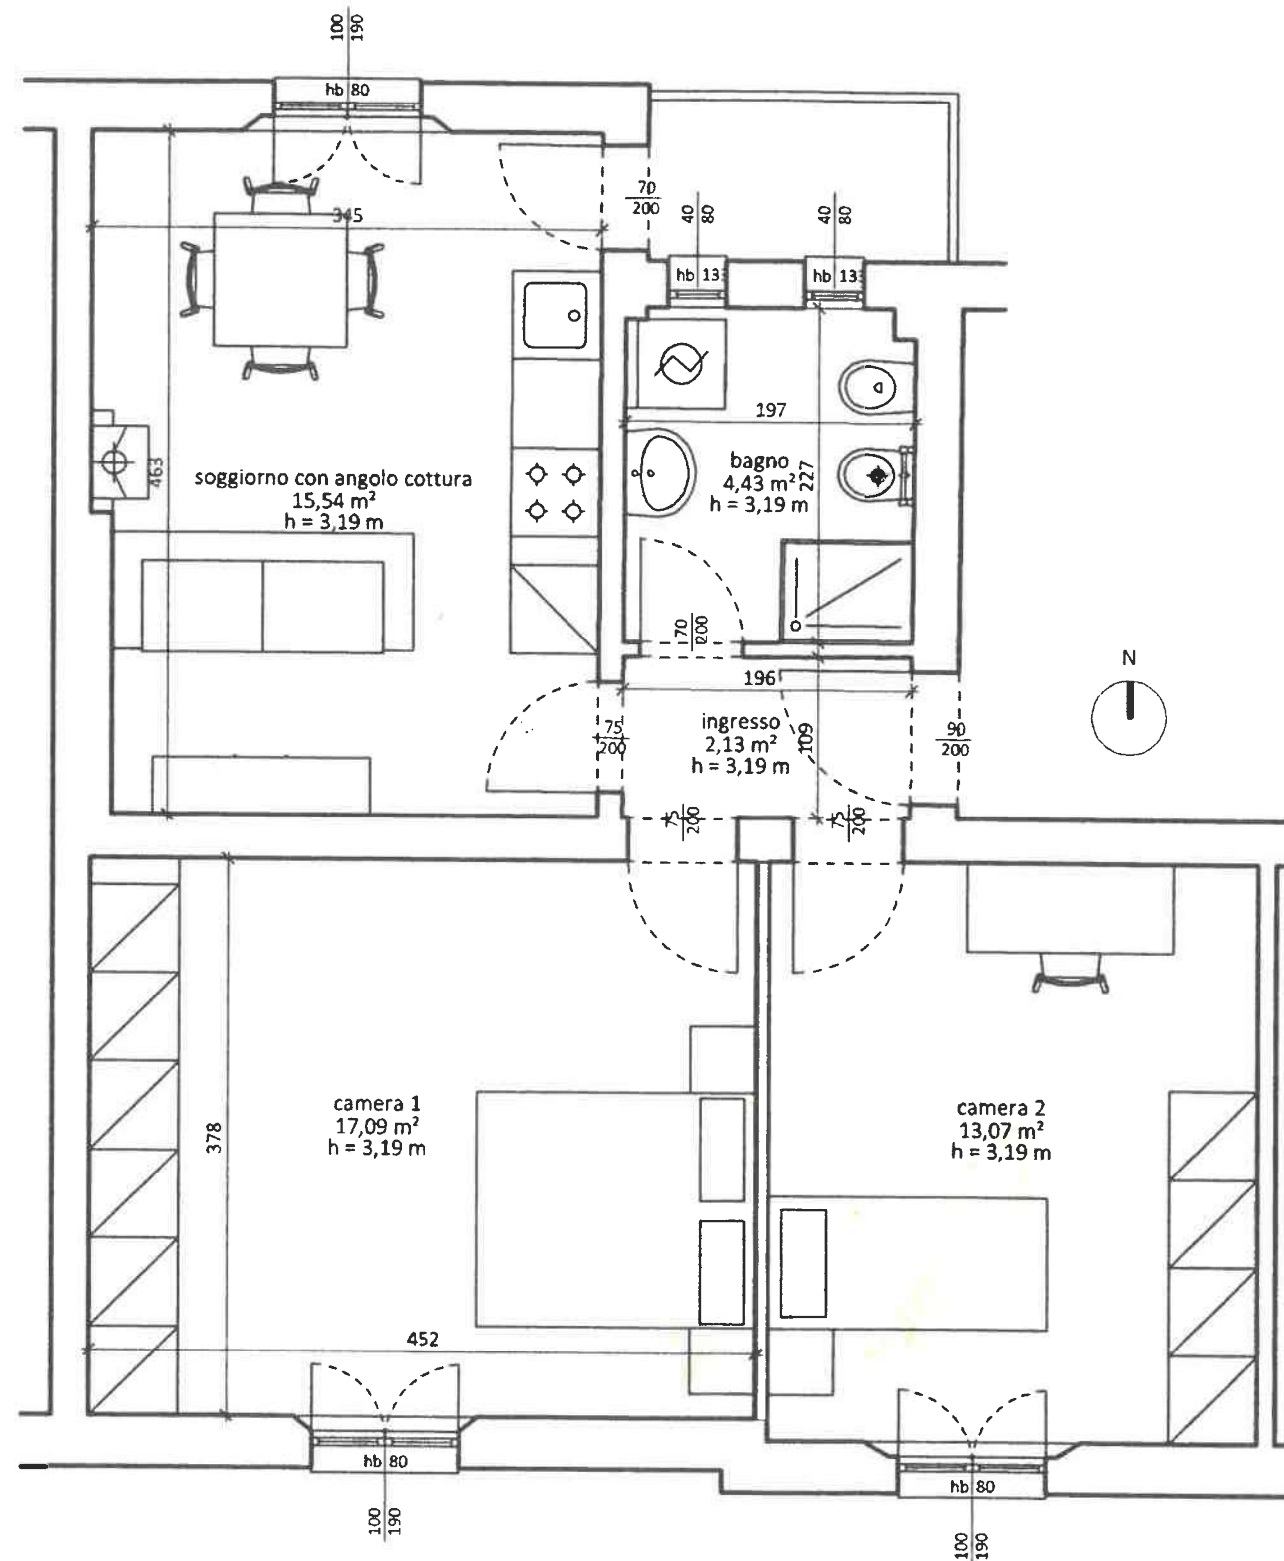 100
190
hb 80
345
70
200
40
80
40
80
hb 13
hb 13
463
soggiorno con angolo cottura
15,54 m²
h = 3,19 m
197
bagno
4,43 m²
h = 3,19 m
227
70
200
N
196
75
200
ingresso
2,13 m²
h = 3,19 m
109
90
200
75
200
75
200
camera 1
17,09 m²
h = 3,19 m
378
camera 2
13,07 m²
h = 3,19 m
452
hb 80
hb 80
100
190
100
190